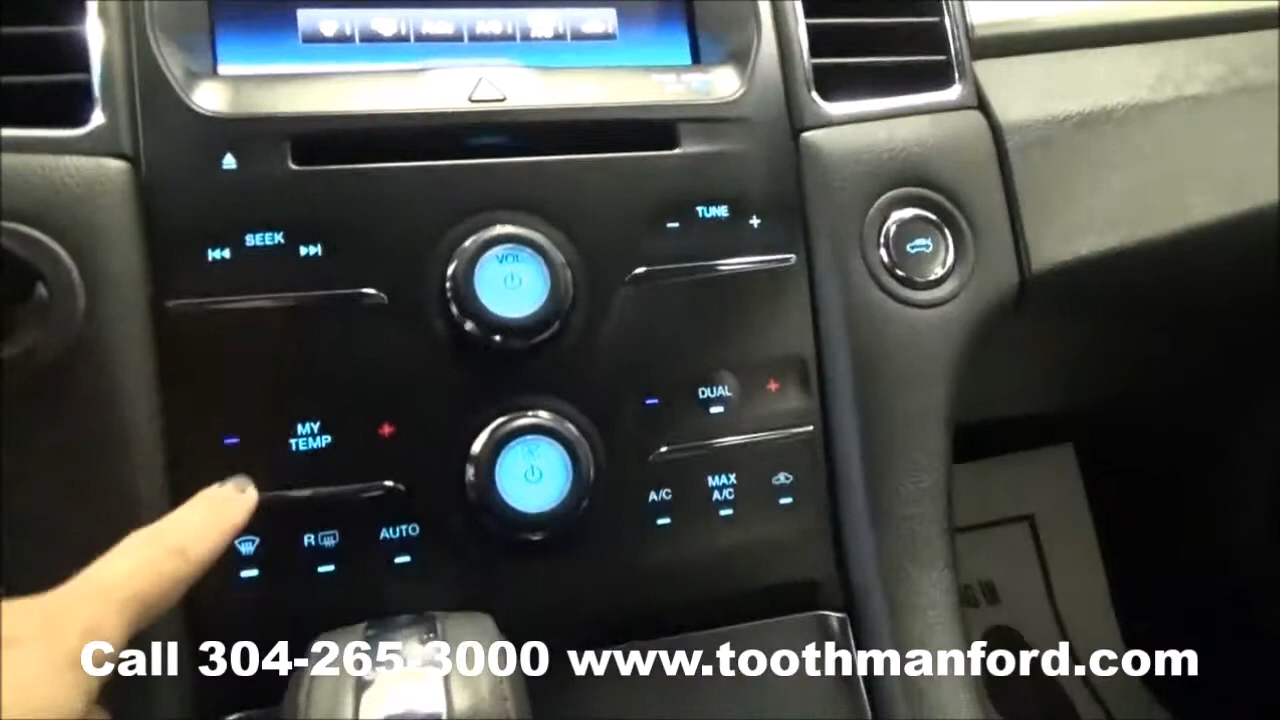 SEEK
TUNE
- +
VOL
MY
TEMP
- +
DUAL
- +
A/C
MAX
A/C
R
AUTO
Call 304-265-3000 www.toothmanford.com